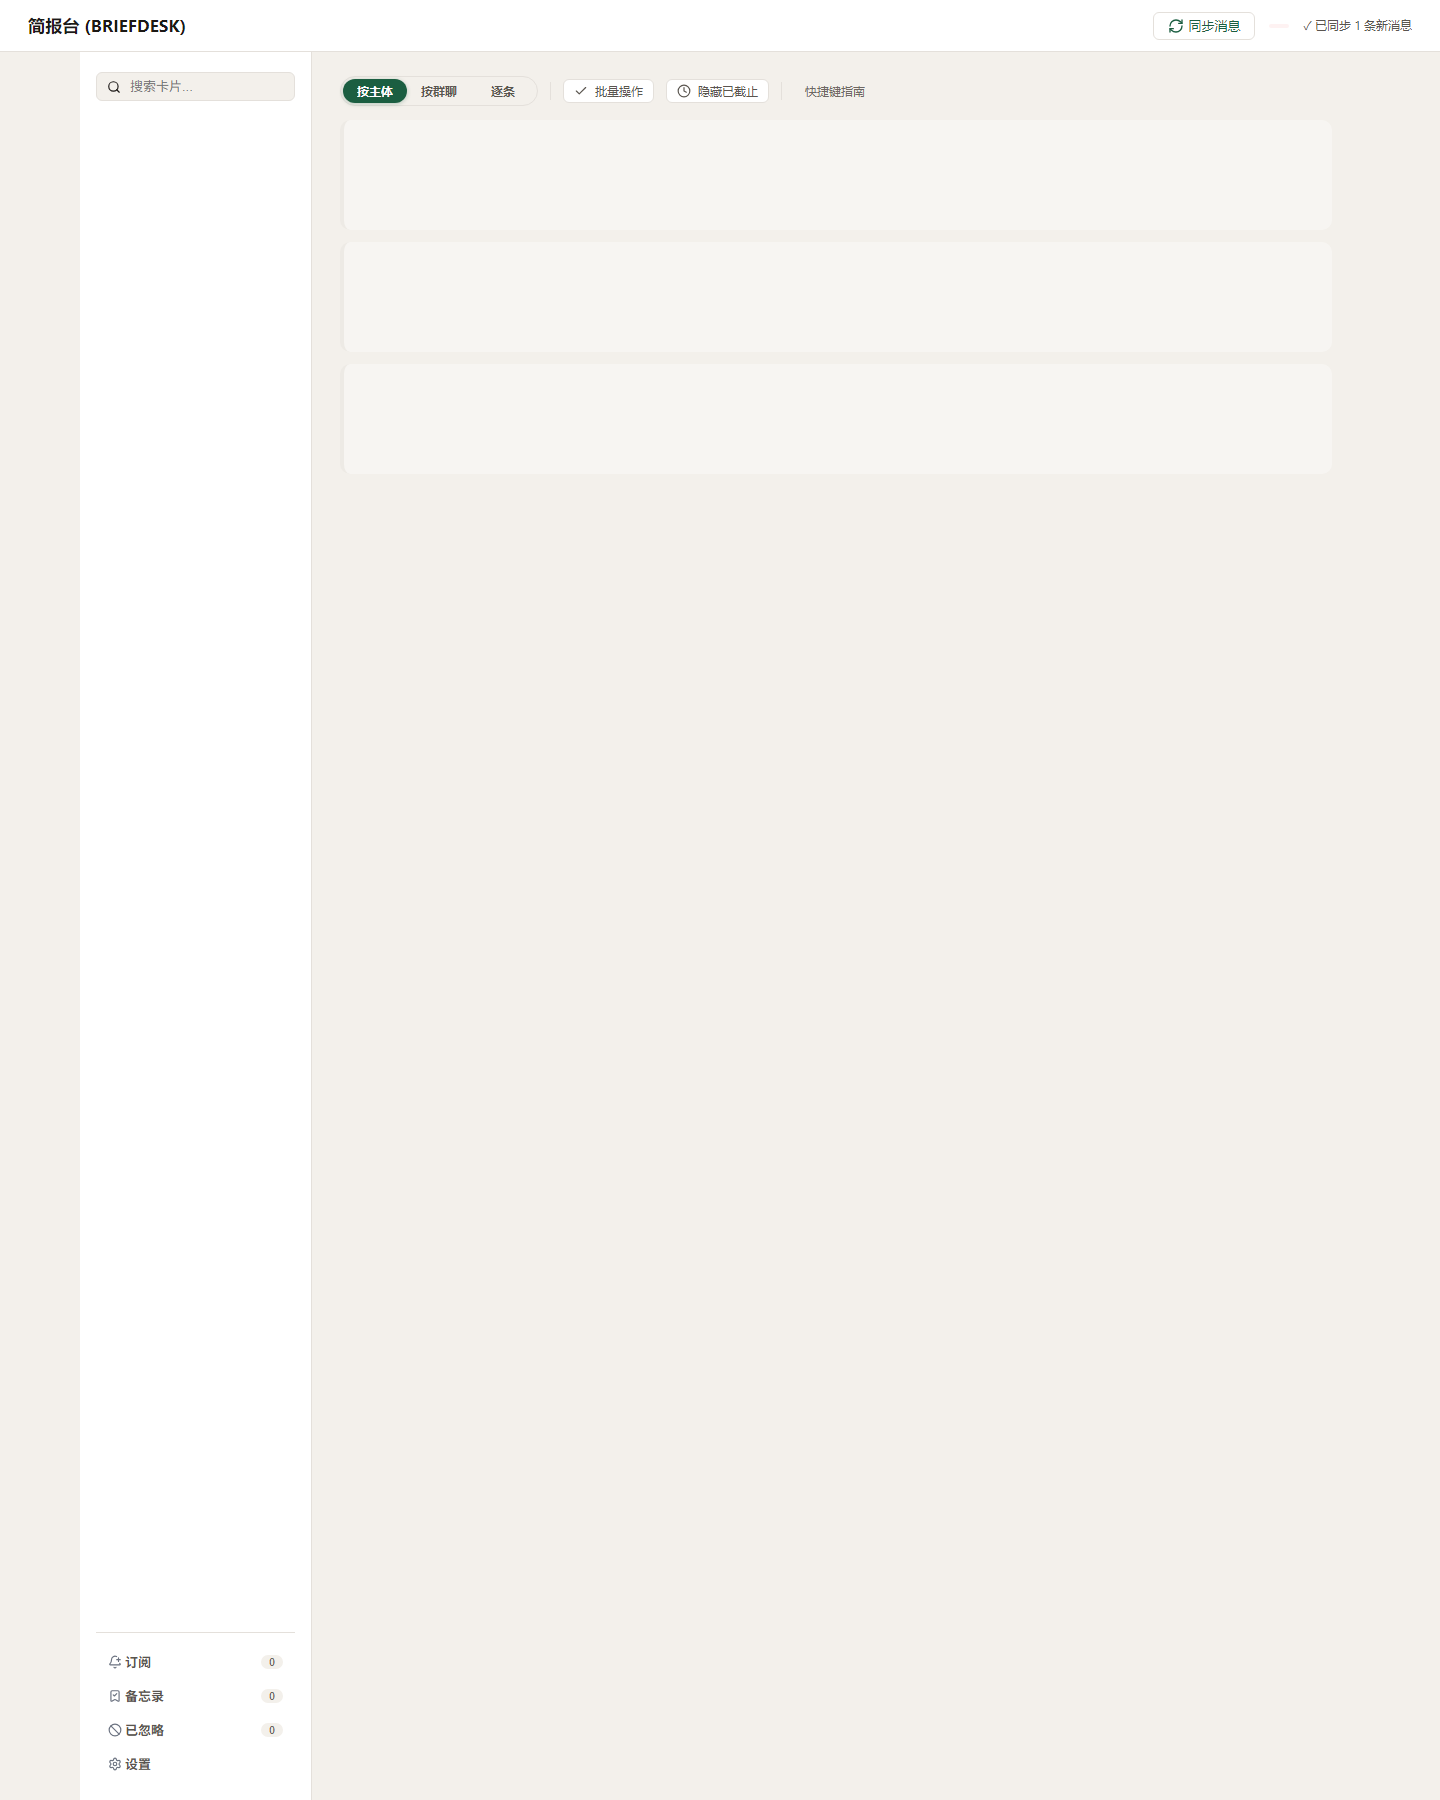 简报台 (BRIEFDESK)
同步消息
✓ 已同步 1 条新消息
搜索卡片...
按主体 按群聊 逐条
批量操作
隐藏已截止
快捷键指南
订阅 0
备忘录 0
已忽略 0
设置